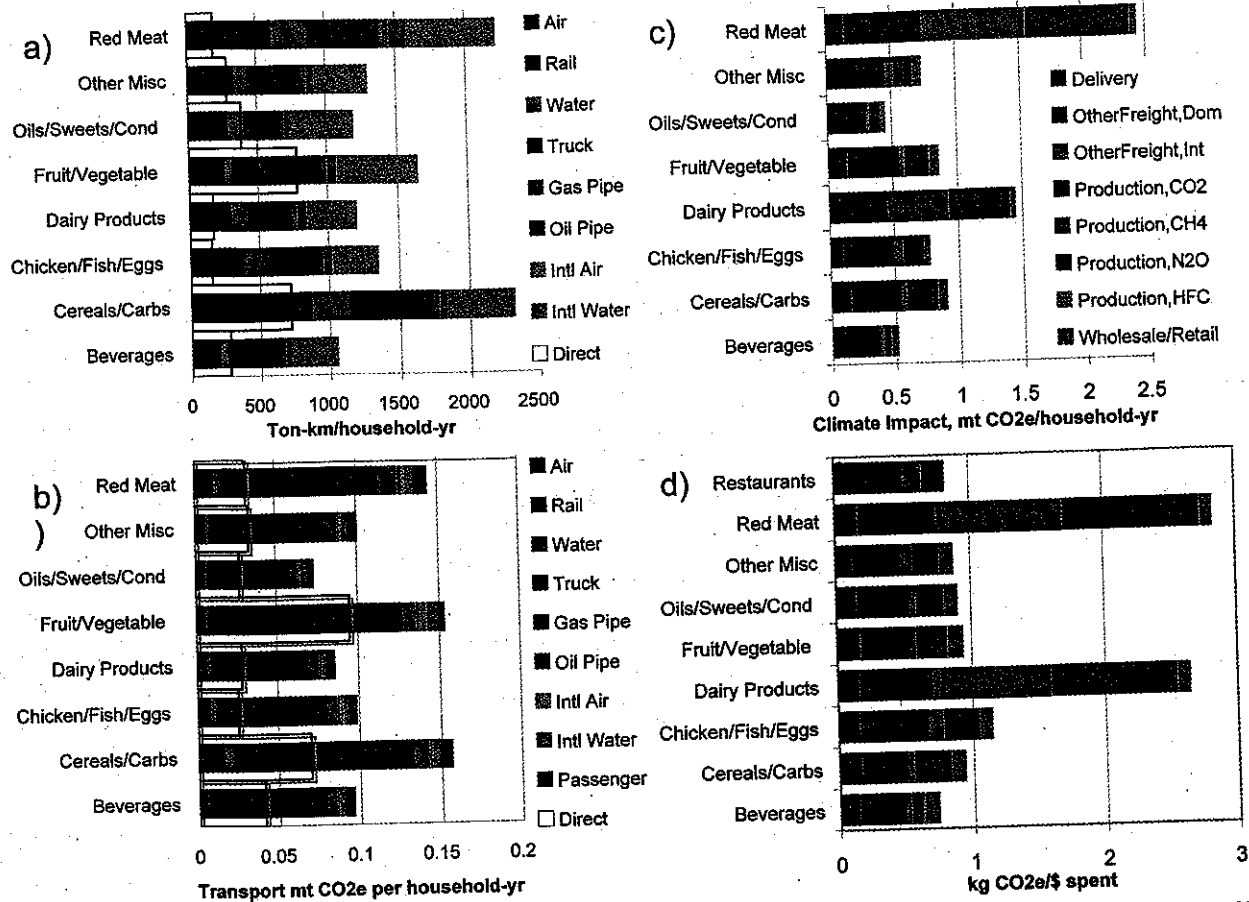 a)
Red Meat
Other Misc
Oils/Sweets/Cond
Fruit/Vegetable
Dairy Products
Chicken/Fish/Eggs
Cereals/Carbs
Beverages
0 500 1000 1500 2000 2500
Ton-km/household-yr
Air
Rail
Water
Truck
Gas Pipe
Oil Pipe
Intl Air
Intl Water
Direct
c)
Red Meat
Other Misc
Oils/Sweets/Cond
Fruit/Vegetable
Dairy Products
Chicken/Fish/Eggs
Cereals/Carbs
Beverages
0 0.5 1 1.5 2 2.5
Climate Impact, mt CO2e/household-yr
Delivery
OtherFreight,Dom
OtherFreight,Int
Production,CO2
Production,CH4
Production,N2O
Production,HFC
Wholesale/Retail
b)
)
Red Meat
Other Misc
Oils/Sweets/Cond
Fruit/Vegetable
Dairy Products
Chicken/Fish/Eggs
Cereals/Carbs
Beverages
0 0.05 0.1 0.15 0.2
Transport mt CO2e per household-yr
Air
Rail
Water
Truck
Gas Pipe
Oil Pipe
Intl Air
Intl Water
Passenger
Direct
d)
Restaurants
Red Meat
Other Misc
Oils/Sweets/Cond
Fruit/Vegetable
Dairy Products
Chicken/Fish/Eggs
Cereals/Carbs
Beverages
0 1 2 3
kg CO2e/$ spent